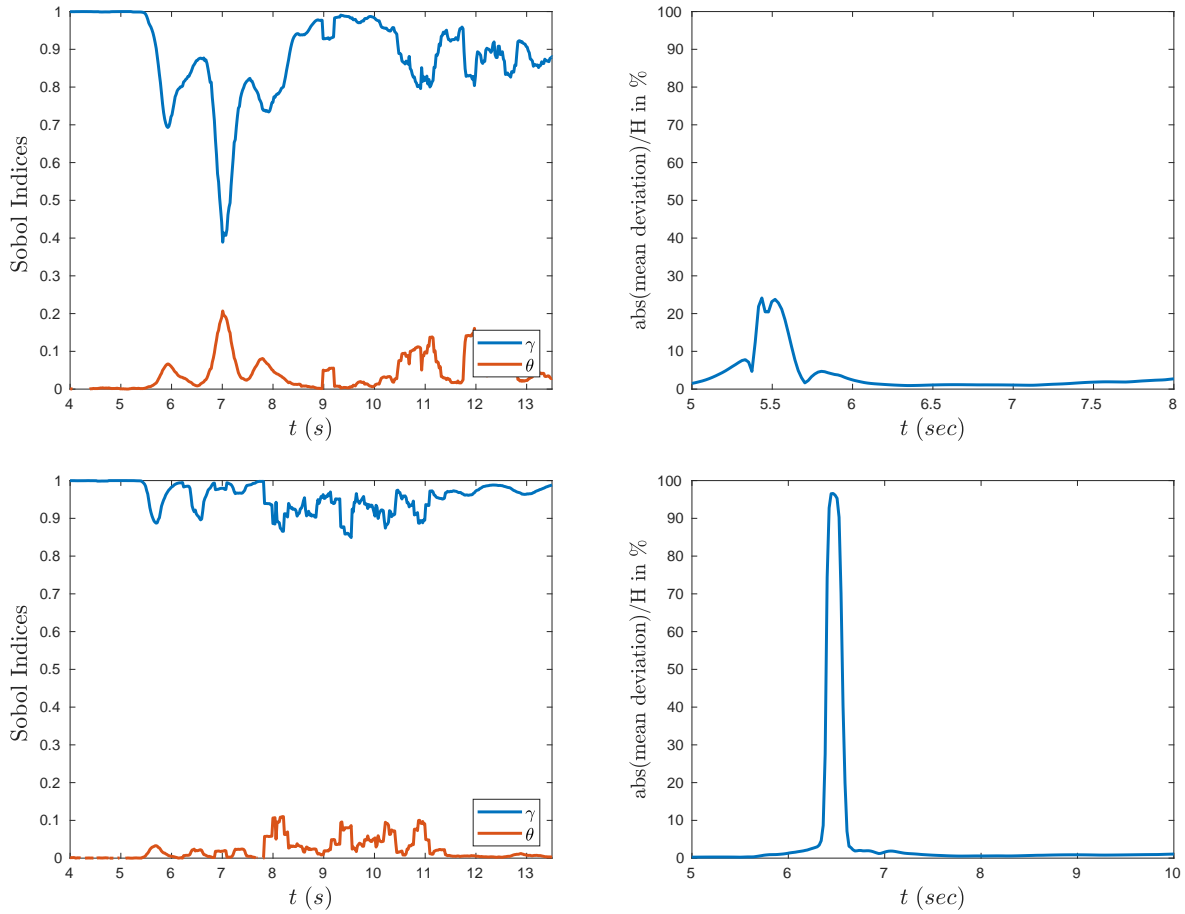 1
0.9
0.8
0.7
0.6
0.5
0.4
0.3
0.2
0.1
0
Sobol Indices
4 5 6 7 8 9 10 11 12 13
t (s)
γ
θ
100
90
80
70
60
50
40
30
20
10
0
abs(mean deviation)/H in %
5 5.5 6 6.5 7 7.5 8
t (sec)
1
0.9
0.8
0.7
0.6
0.5
0.4
0.3
0.2
0.1
0
Sobol Indices
4 5 6 7 8 9 10 11 12 13
t (s)
γ
θ
100
90
80
70
60
50
40
30
20
10
0
abs(mean deviation)/H in %
5 6 7 8 9 10
t (sec)